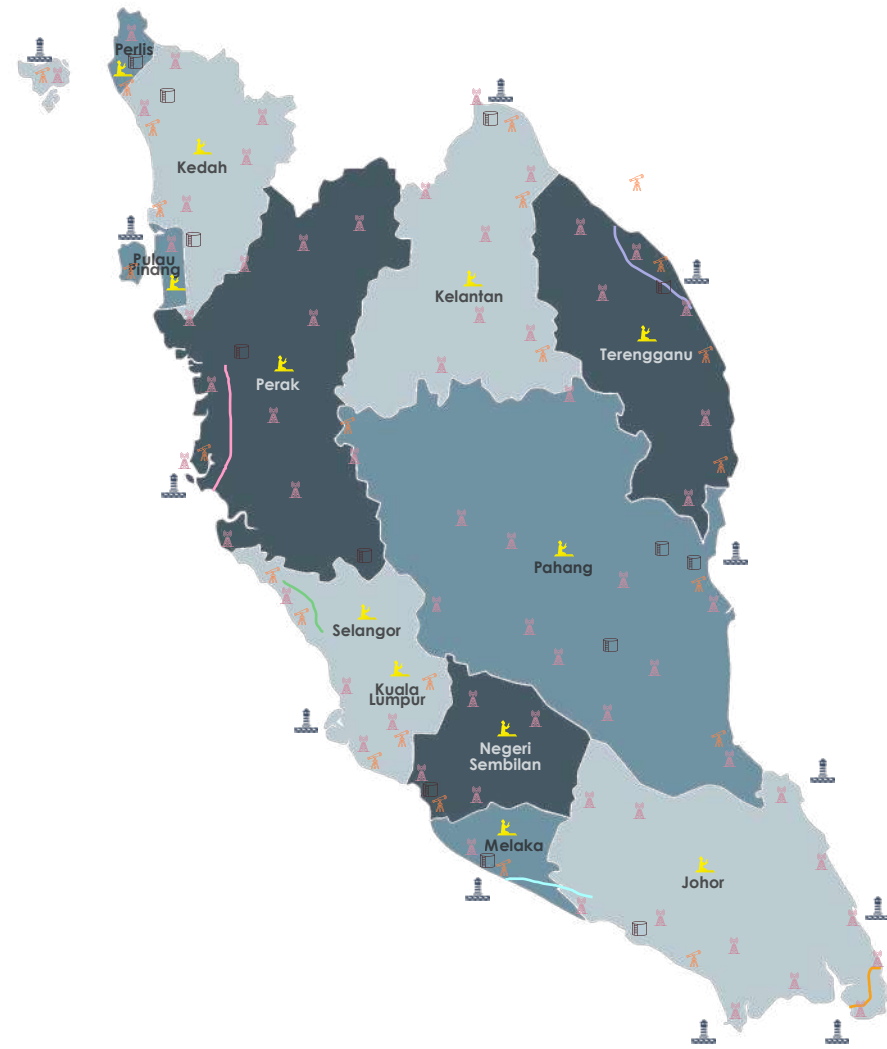 Perlis
Kedah
Pulau
Pinang
Kelantan
Terengganu
Perak
Pahang
Selangor
Kuala
Lumpur
Negeri
Sembilan
Melaka
Johor